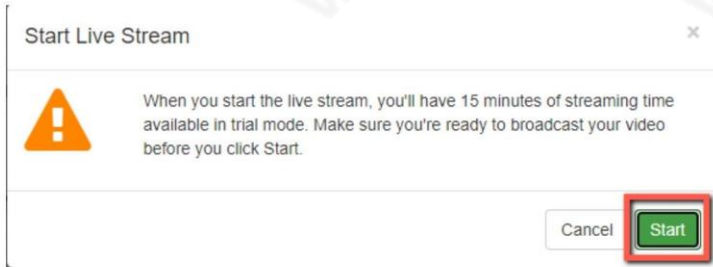 Start Live Stream
×
When you start the live stream, you'll have 15 minutes of streaming time
available in trial mode. Make sure you're ready to broadcast your video
before you click Start.
Cancel Start